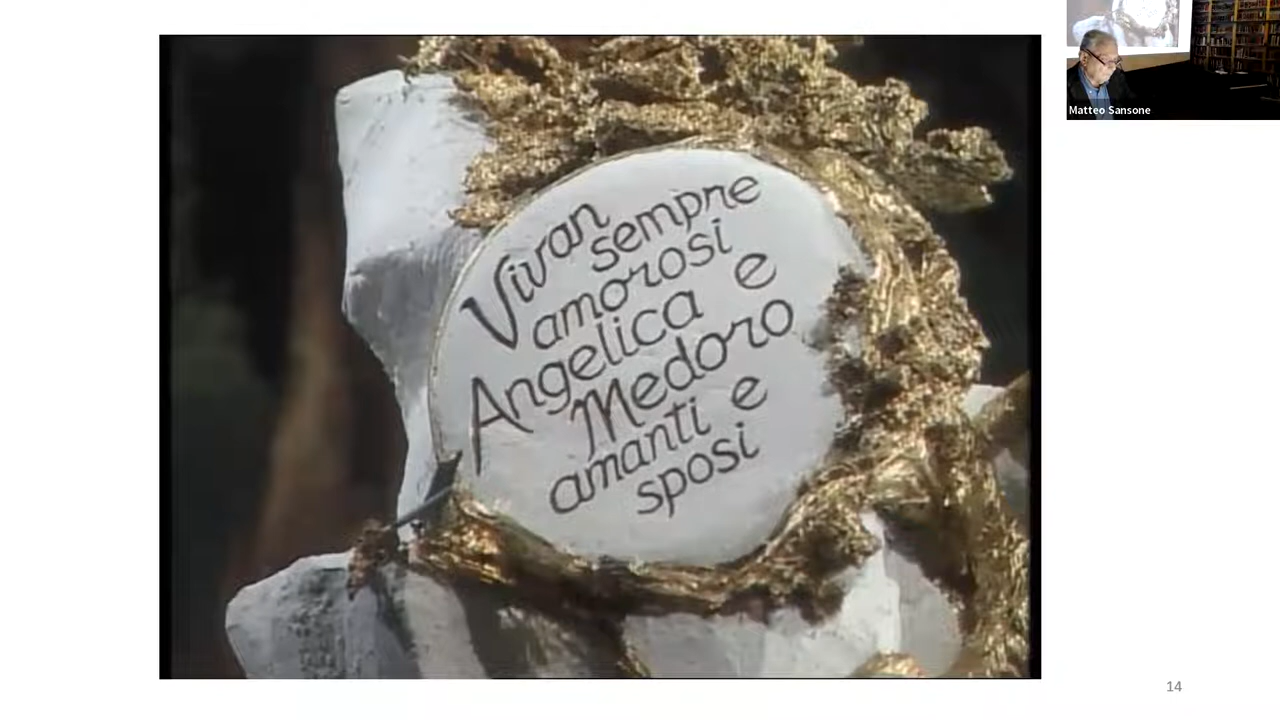 Vivan
sempre
amorosi
Angelica e
Medoro
amanti e
sposi
Matteo Sansone
14